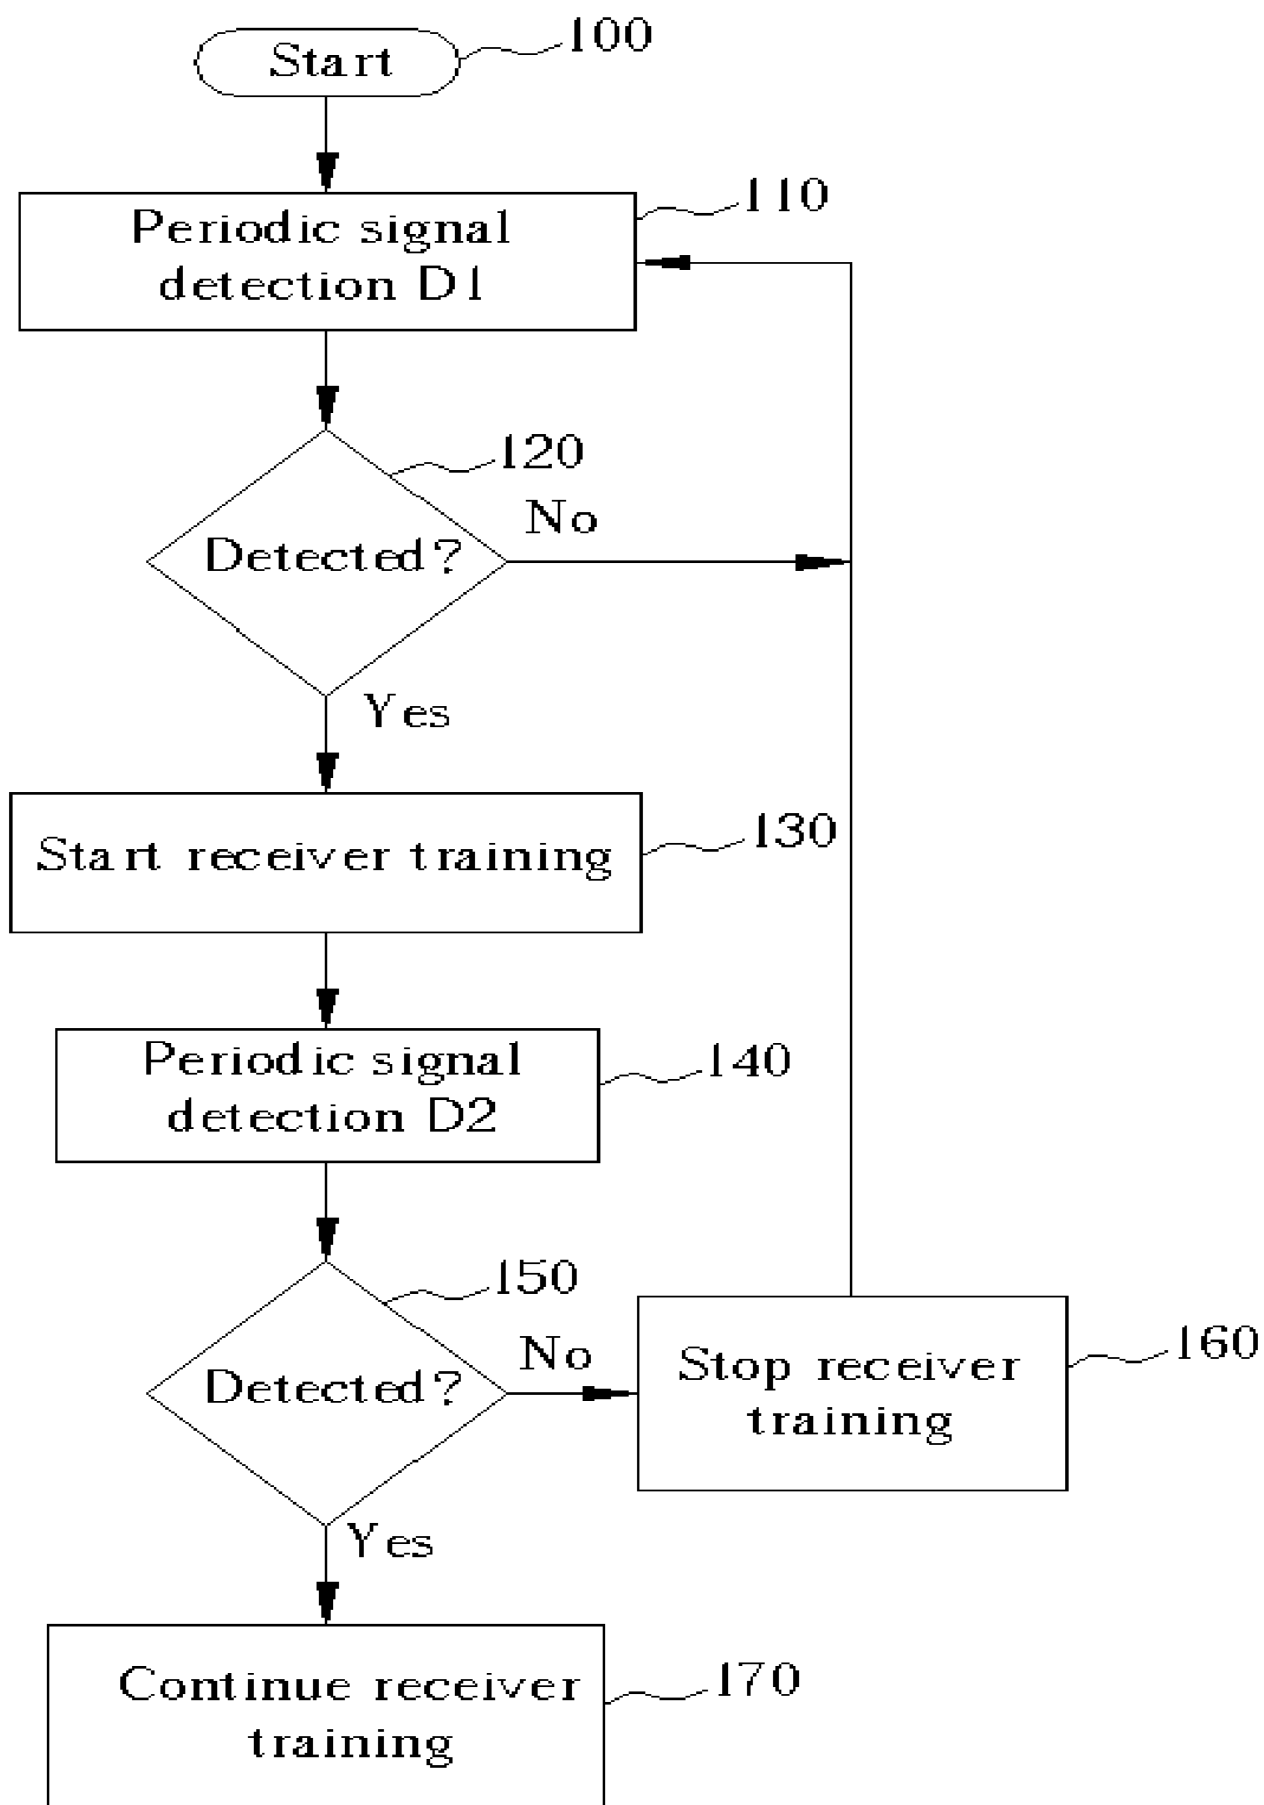 Start
100
110
Periodic signal
detection D1
120
No
Detected?
Yes
130
Start receiver training
Periodic signal
detection D2
140
150
No
Detected?
160
Stop receiver
training
Yes
170
Continue receiver
training